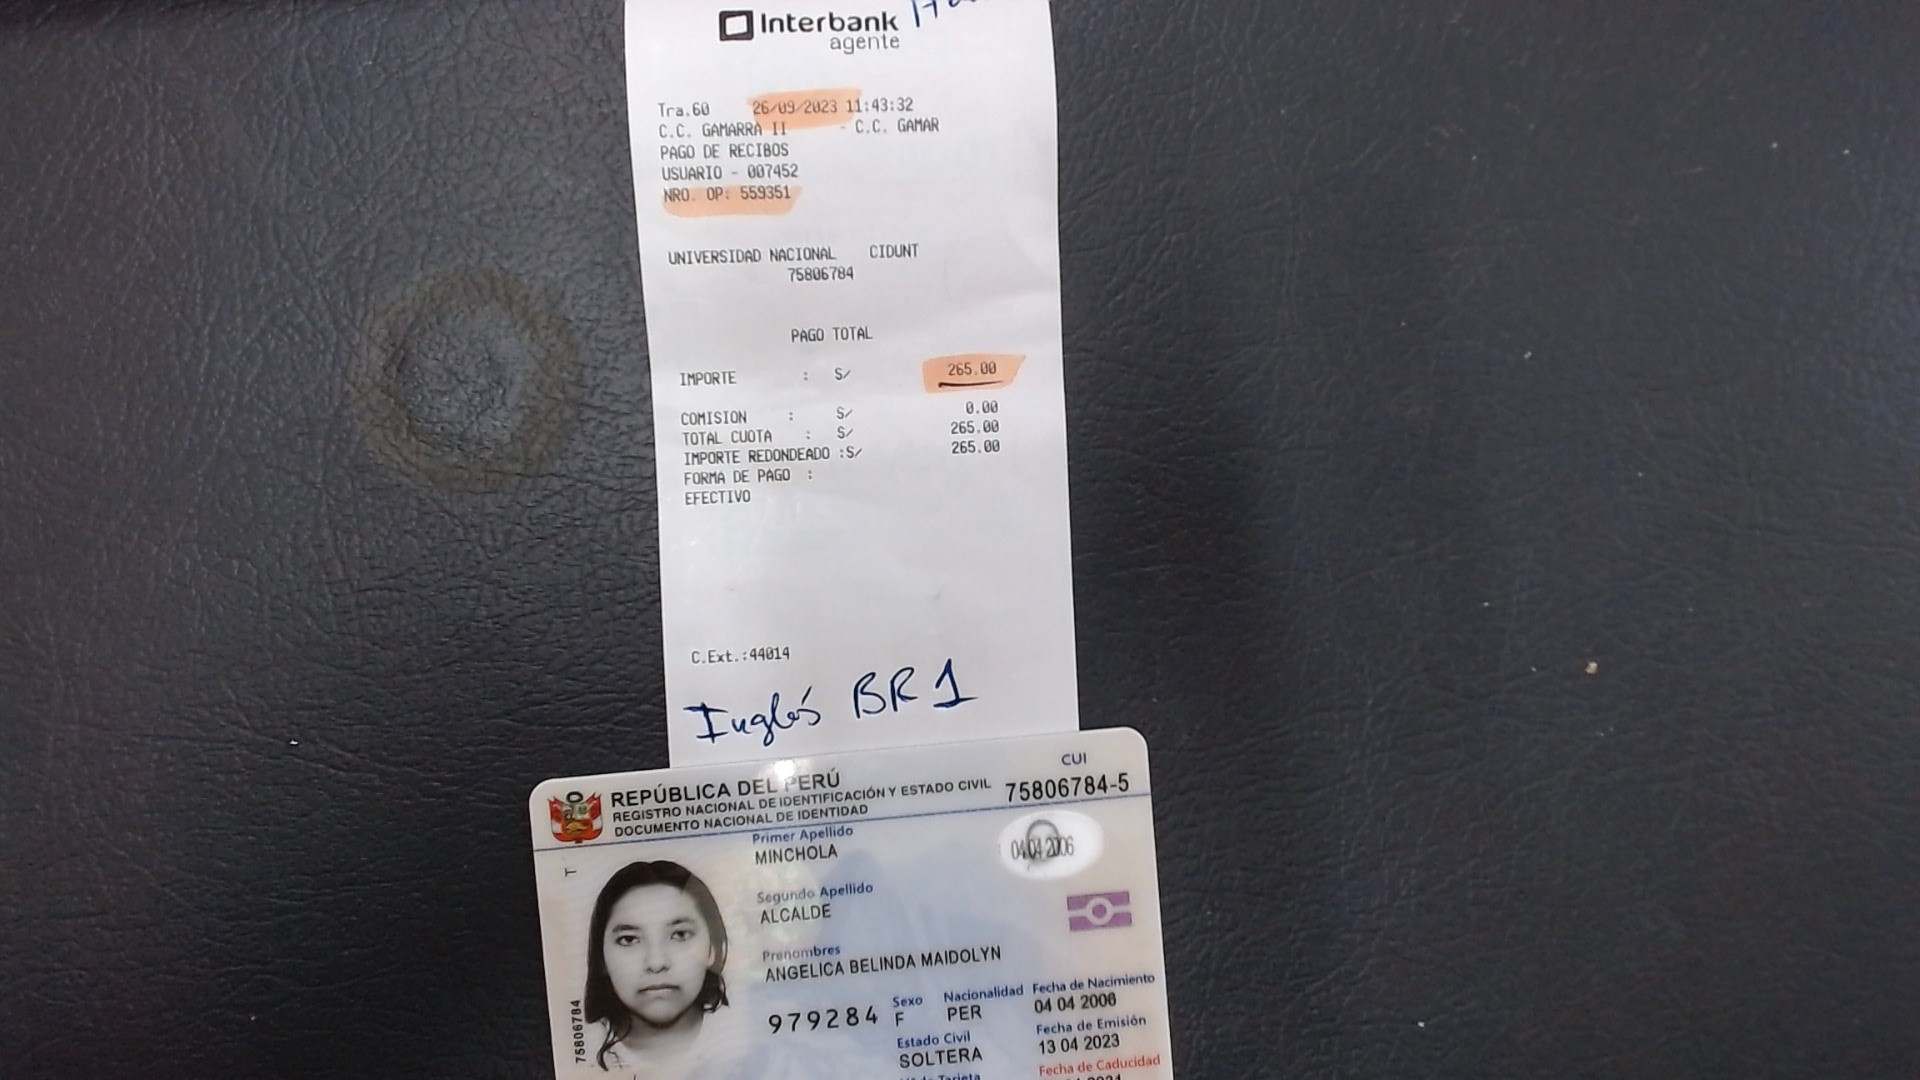 Interbank
agente
Tra.60 26/09/2023 11:43:32
C.C. GAMARRA II - C.C. GAMAR
PAGO DE RECIBOS
USUARIO - 007452
NRO. OP: 559351
UNIVERSIDAD NACIONAL CIDUNT
75806784
PAGO TOTAL
IMPORTE : S/ 265.00
COMISION : S/ 0.00
TOTAL CUOTA : S/ 265.00
IMPORTE REDONDEADO :S/ 265.00
FORMA DE PAGO :
EFECTIVO
C.Ext.:44014
Inglés BR 1
REPÚBLICA DEL PERÚ
REGISTRO NACIONAL DE IDENTIFICACIÓN Y ESTADO CIVIL
DOCUMENTO NACIONAL DE IDENTIDAD
CUI
75806784-5
Primer Apellido
MINCHOLA
04 04 2006
Segundo Apellido
ALCALDE
Prenombres
ANGELICA BELINDA MAIDOLYN
979284
Sexo
F
Nacionalidad
PER
Fecha de Nacimiento
04 04 2006
Estado Civil
SOLTERA
Fecha de Emisión
13 04 2023
Fecha de Caducidad
T
75806784